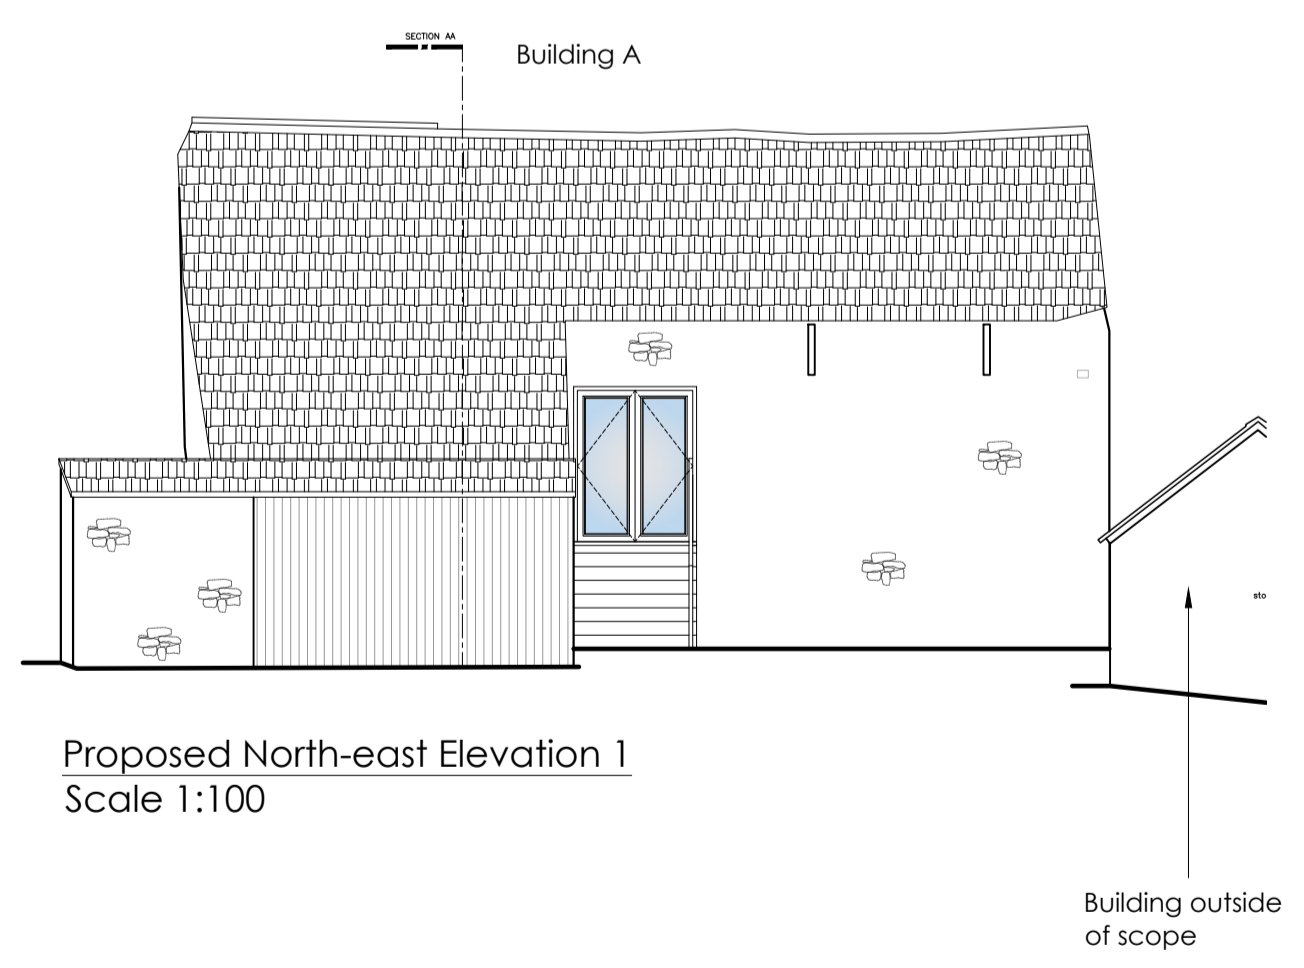 SECTION AA
Building A
sto
Proposed North-east Elevation 1
Scale 1:100
Building outside
of scope